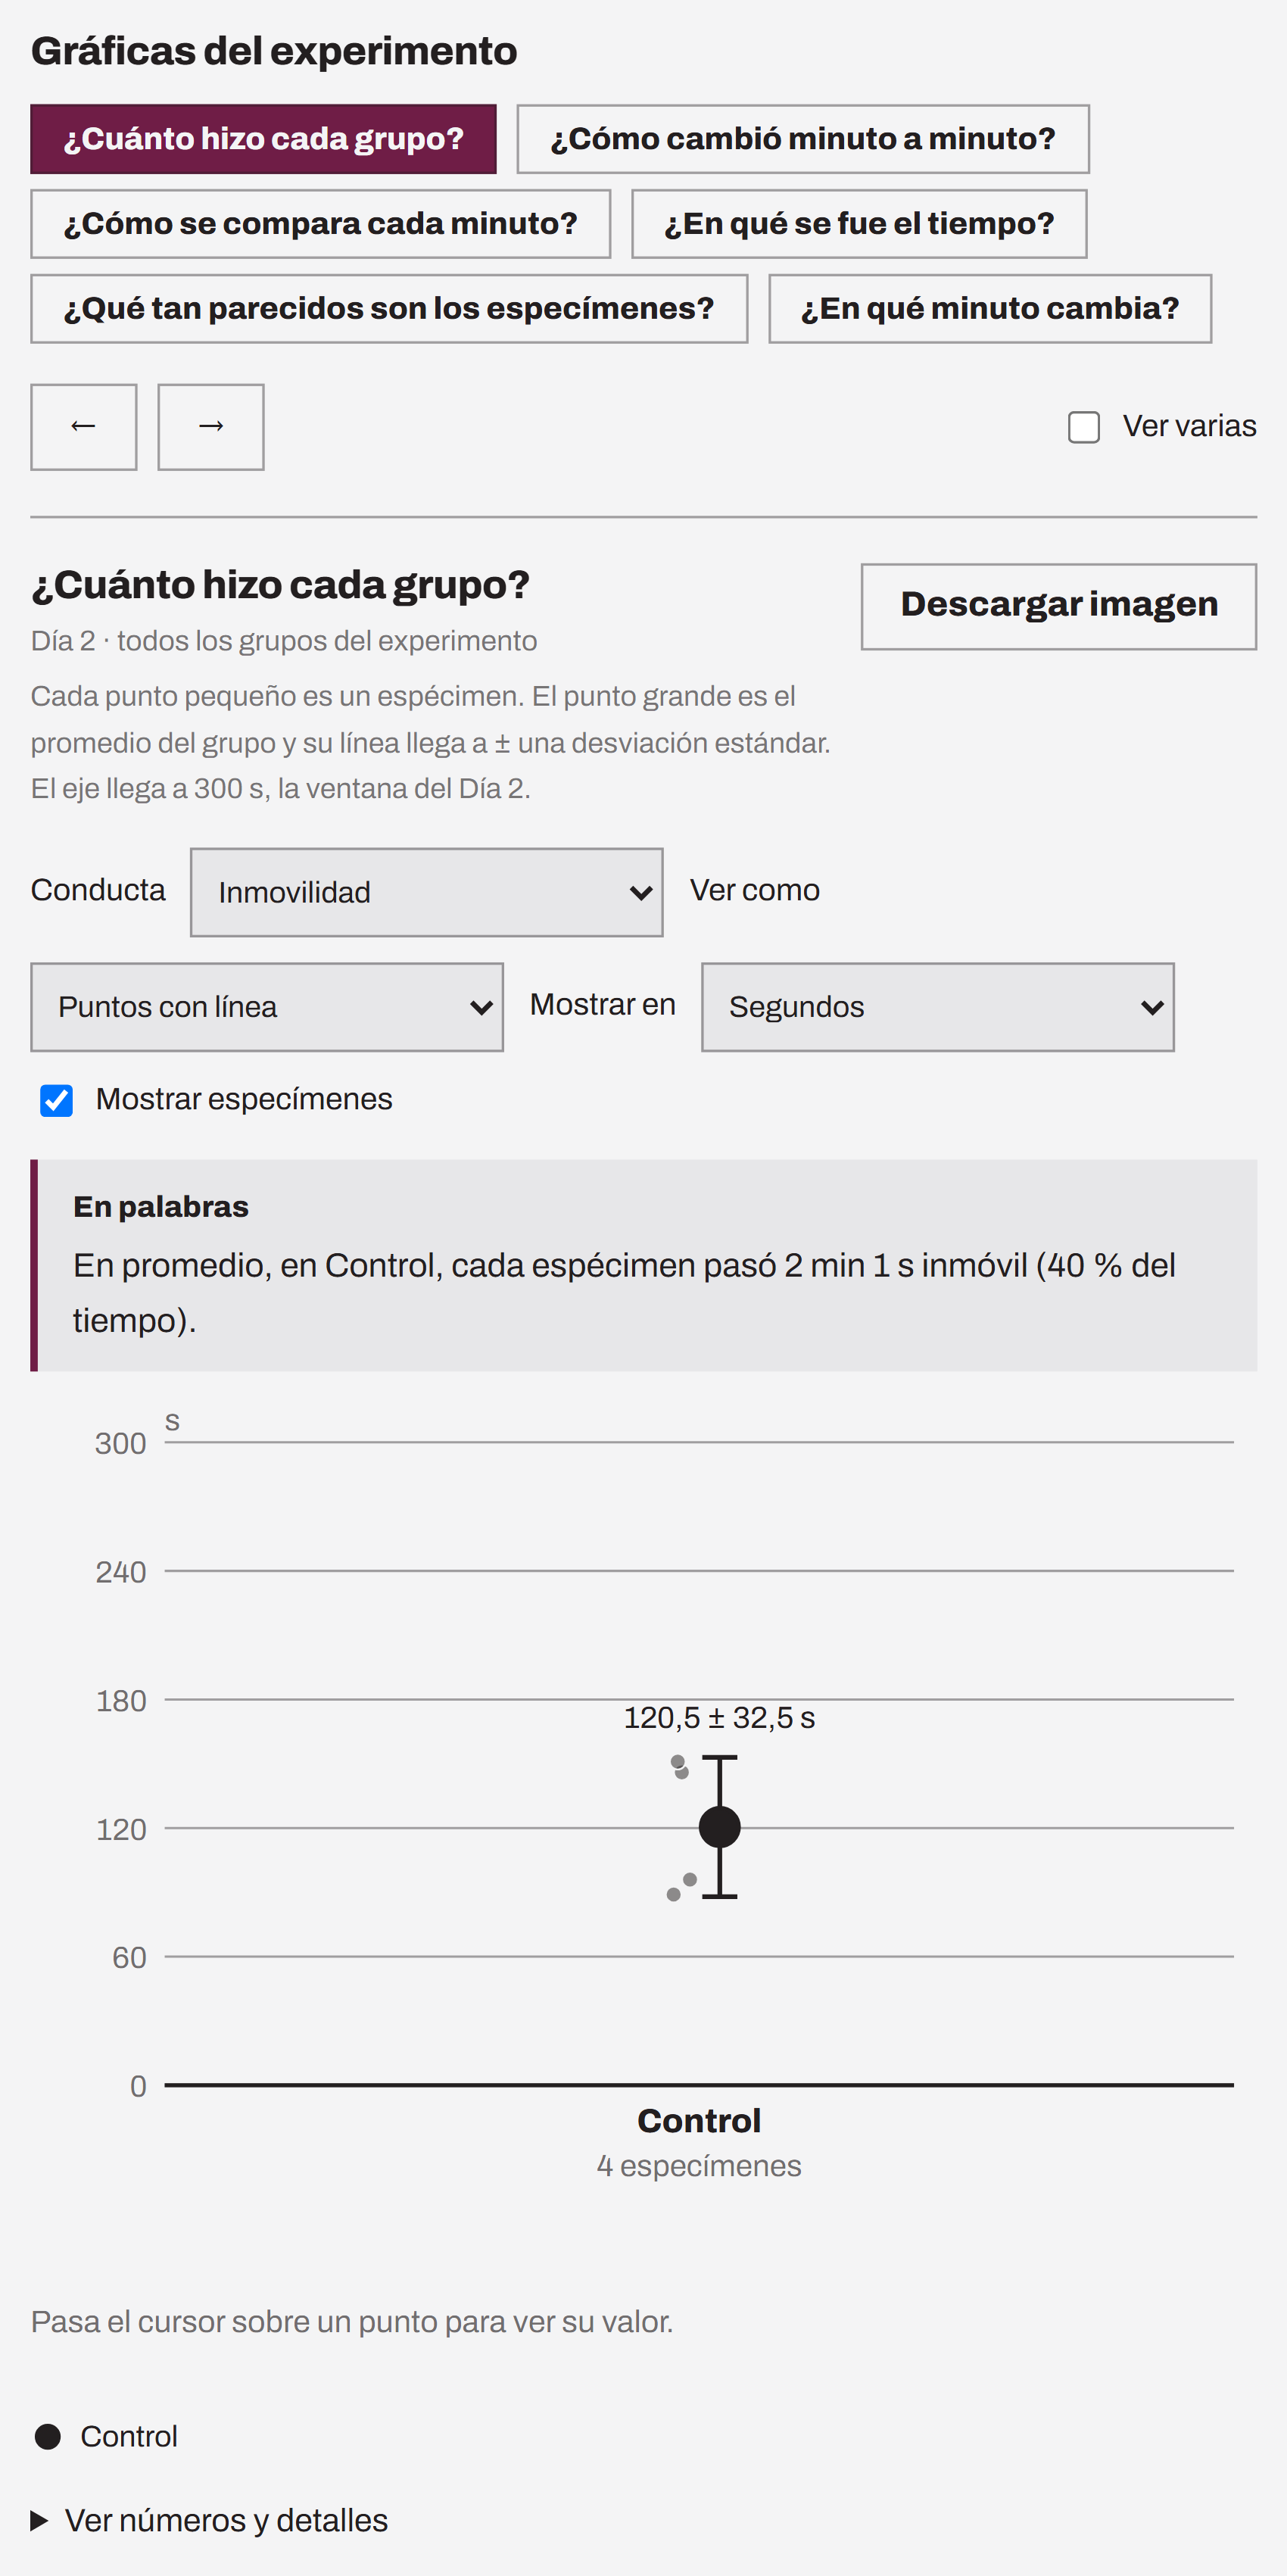 Gráficas del experimento
¿Cuánto hizo cada grupo?
¿Cómo cambió minuto a minuto?
¿Cómo se compara cada minuto?
¿En qué se fue el tiempo?
¿Qué tan parecidos son los especímenes?
¿En qué minuto cambia?
← →
Ver varias
¿Cuánto hizo cada grupo?
Descargar imagen
Día 2 · todos los grupos del experimento
Cada punto pequeño es un espécimen. El punto grande es el
promedio del grupo y su línea llega a ± una desviación estándar.
El eje llega a 300 s, la ventana del Día 2.
Conducta Inmovilidad Ver como
Puntos con línea Mostrar en Segundos
Mostrar especímenes
En palabras
En promedio, en Control, cada espécimen pasó 2 min 1 s inmóvil (40 % del
tiempo).
s
300
240
180
120,5 ± 32,5 s
120
60
0
Control
4 especímenes
Pasa el cursor sobre un punto para ver su valor.
Control
Ver números y detalles